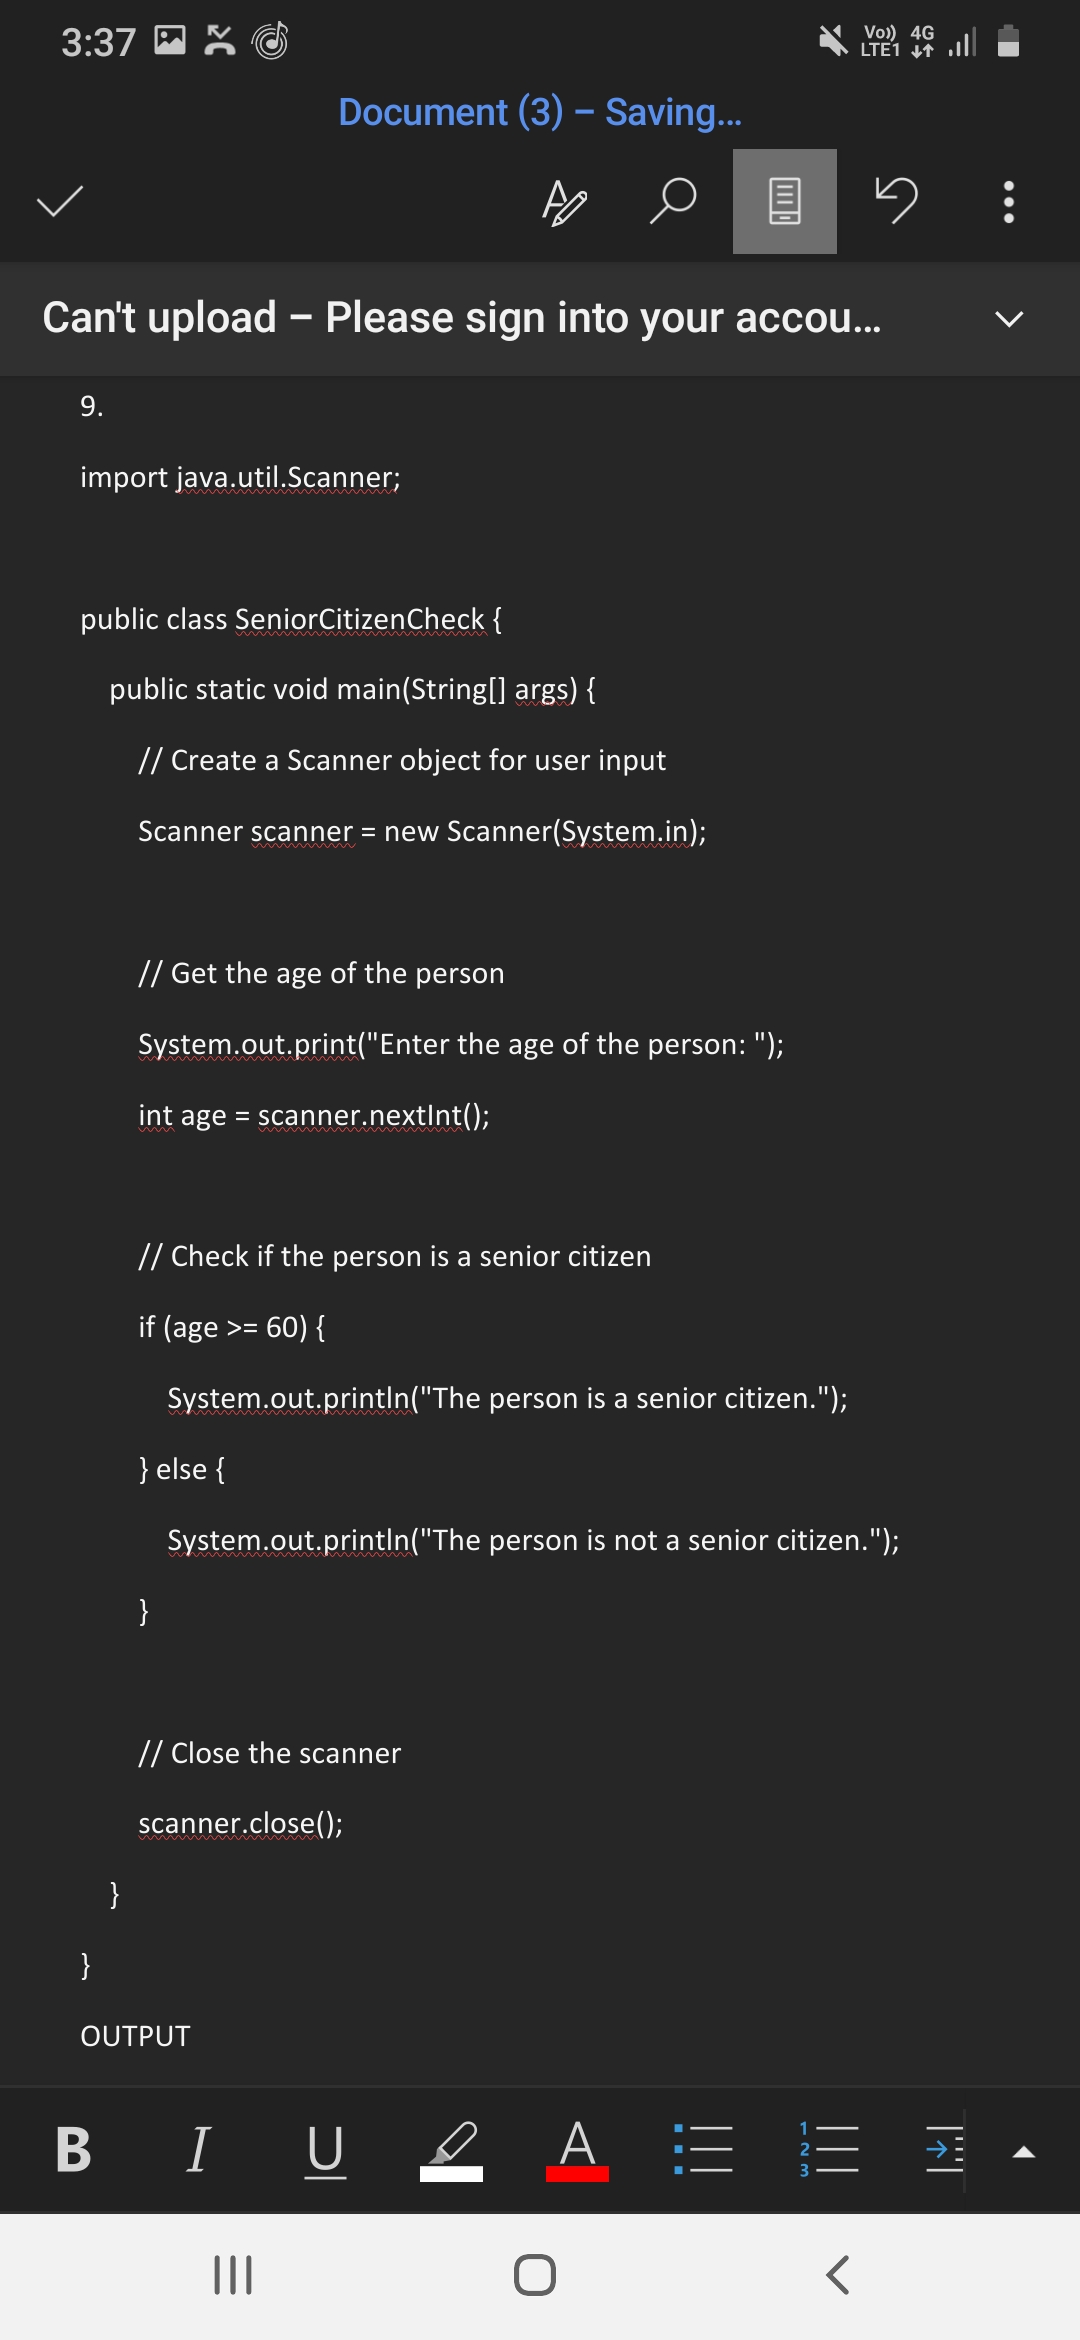 3:37
Vo)) 4G
LTE1
Document (3) – Saving...
Can't upload – Please sign into your accou...
9.
import java.util.Scanner;
public class SeniorCitizenCheck {
public static void main(String[] args) {
// Create a Scanner object for user input
Scanner scanner = new Scanner(System.in);
// Get the age of the person
System.out.print("Enter the age of the person: ");
int age = scanner.nextInt();
// Check if the person is a senior citizen
if (age >= 60) {
System.out.println("The person is a senior citizen.");
} else {
System.out.println("The person is not a senior citizen.");
}
// Close the scanner
scanner.close();
}
}
OUTPUT
B I U A 1
2
3